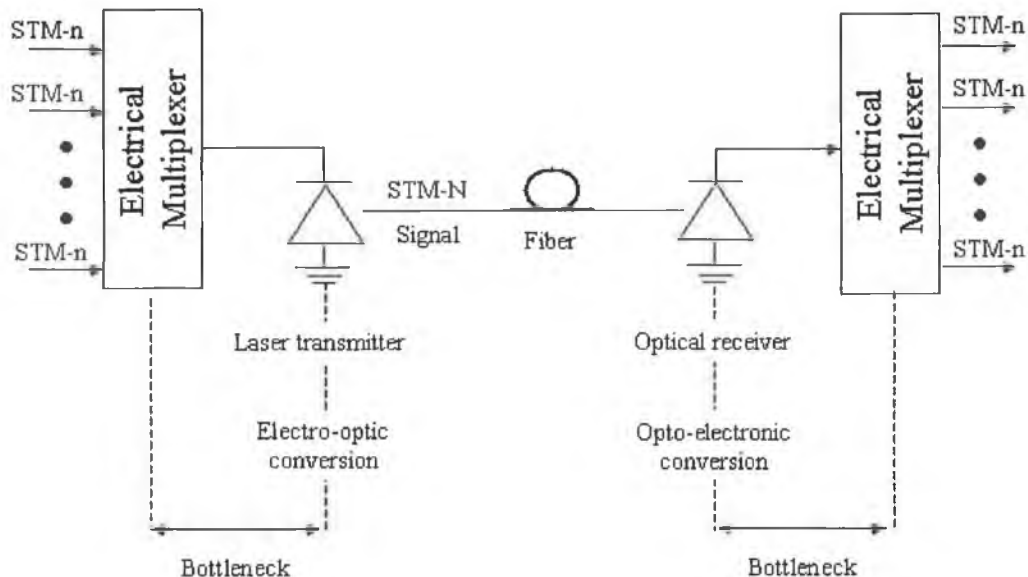 STM-n
STM-n
STM-n
Electrical
Multiplexer
STM-N
Signal
Fiber
Electrical
Multiplexer
STM-n
STM-n
STM-n
Laser transmitter
Optical receiver
Electro-optic
conversion
Opto-electronic
conversion
Bottleneck
Bottleneck